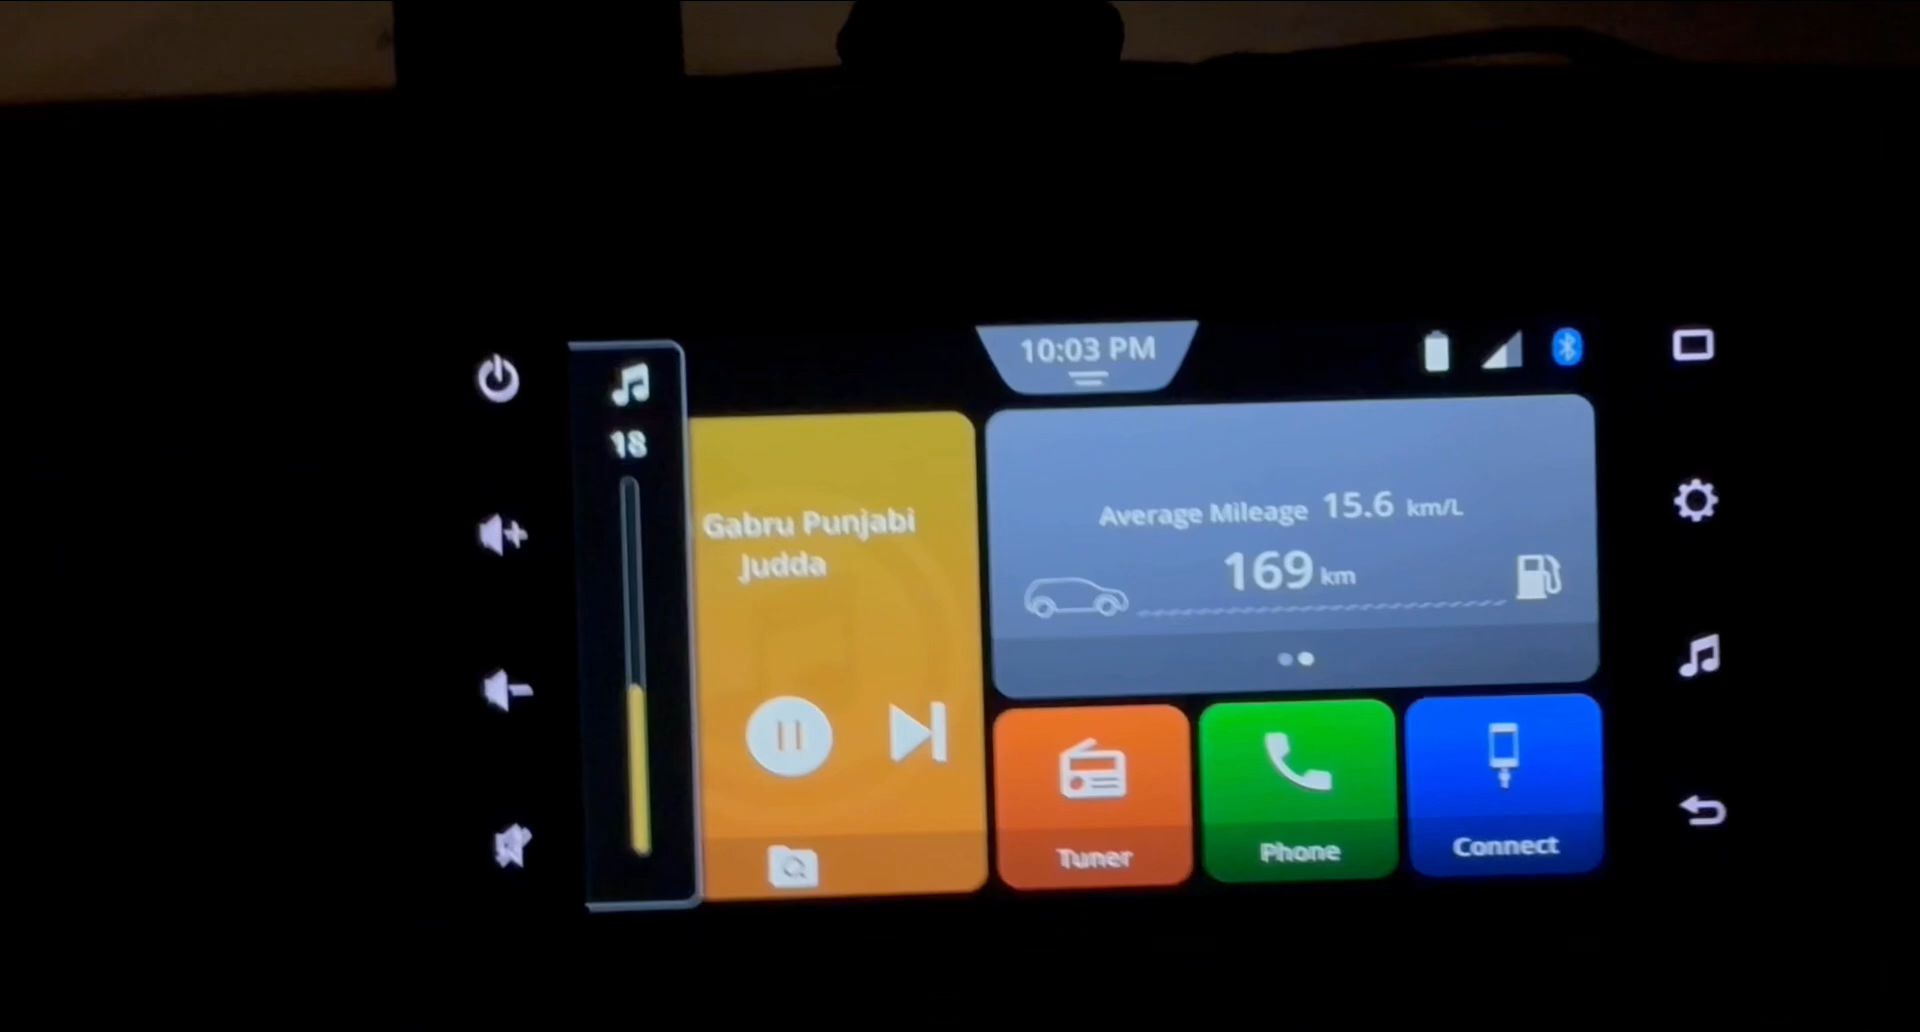 10:03 PM
18
Gabru Punjabi
Judda
Average Mileage 15.6 km/L
169 km
Tuner
Phone
Connect